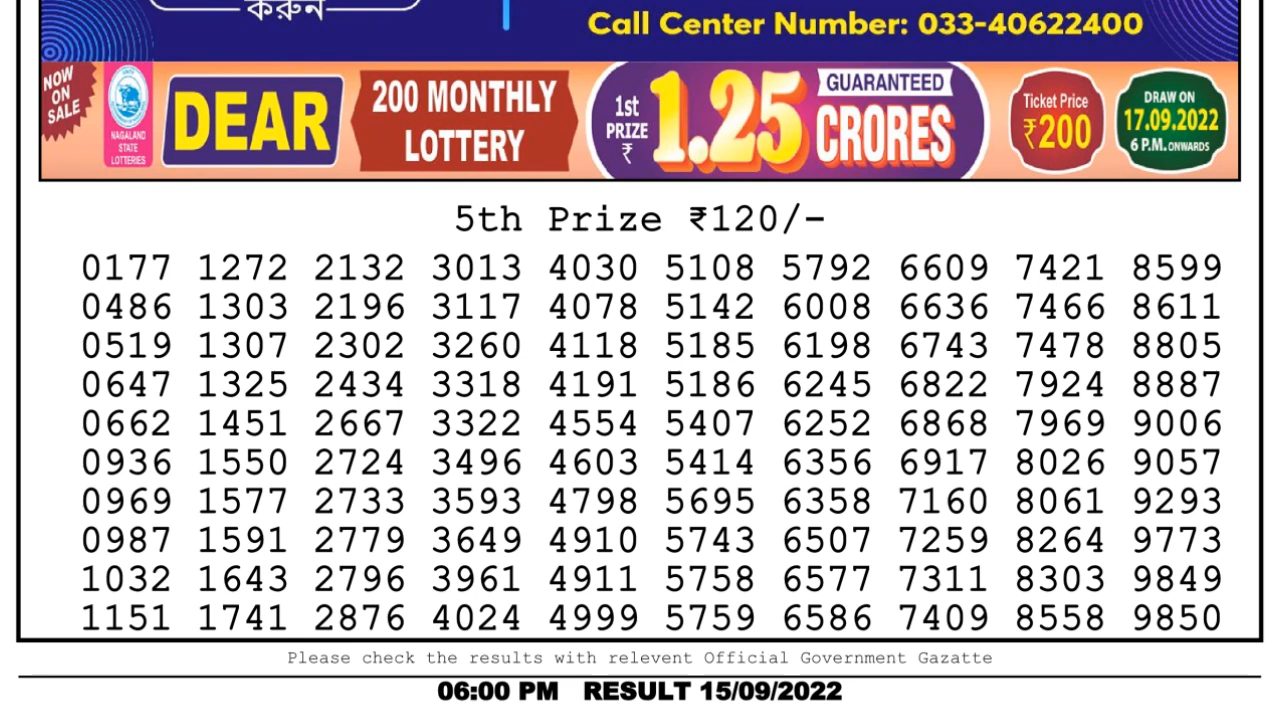 করুন
Call Center Number: 033-40622400
NOW
ON
SALE
NAGALAND
STATE
LOTTERIES
DEAR
200 MONTHLY
LOTTERY
1st
PRIZE
₹
1.25
GUARANTEED
CRORES
Ticket Price
₹200
DRAW ON
17.09.2022
6 P.M. ONWARDS
5th Prize ₹120/-
0177 1272 2132 3013 4030 5108 5792 6609 7421 8599
0486 1303 2196 3117 4078 5142 6008 6636 7466 8611
0519 1307 2302 3260 4118 5185 6198 6743 7478 8805
0647 1325 2434 3318 4191 5186 6245 6822 7924 8887
0662 1451 2667 3322 4554 5407 6252 6868 7969 9006
0936 1550 2724 3496 4603 5414 6356 6917 8026 9057
0969 1577 2733 3593 4798 5695 6358 7160 8061 9293
0987 1591 2779 3649 4910 5743 6507 7259 8264 9773
1032 1643 2796 3961 4911 5758 6577 7311 8303 9849
1151 1741 2876 4024 4999 5759 6586 7409 8558 9850
Please check the results with relevent Official Government Gazatte
06:00 PM RESULT 15/09/2022